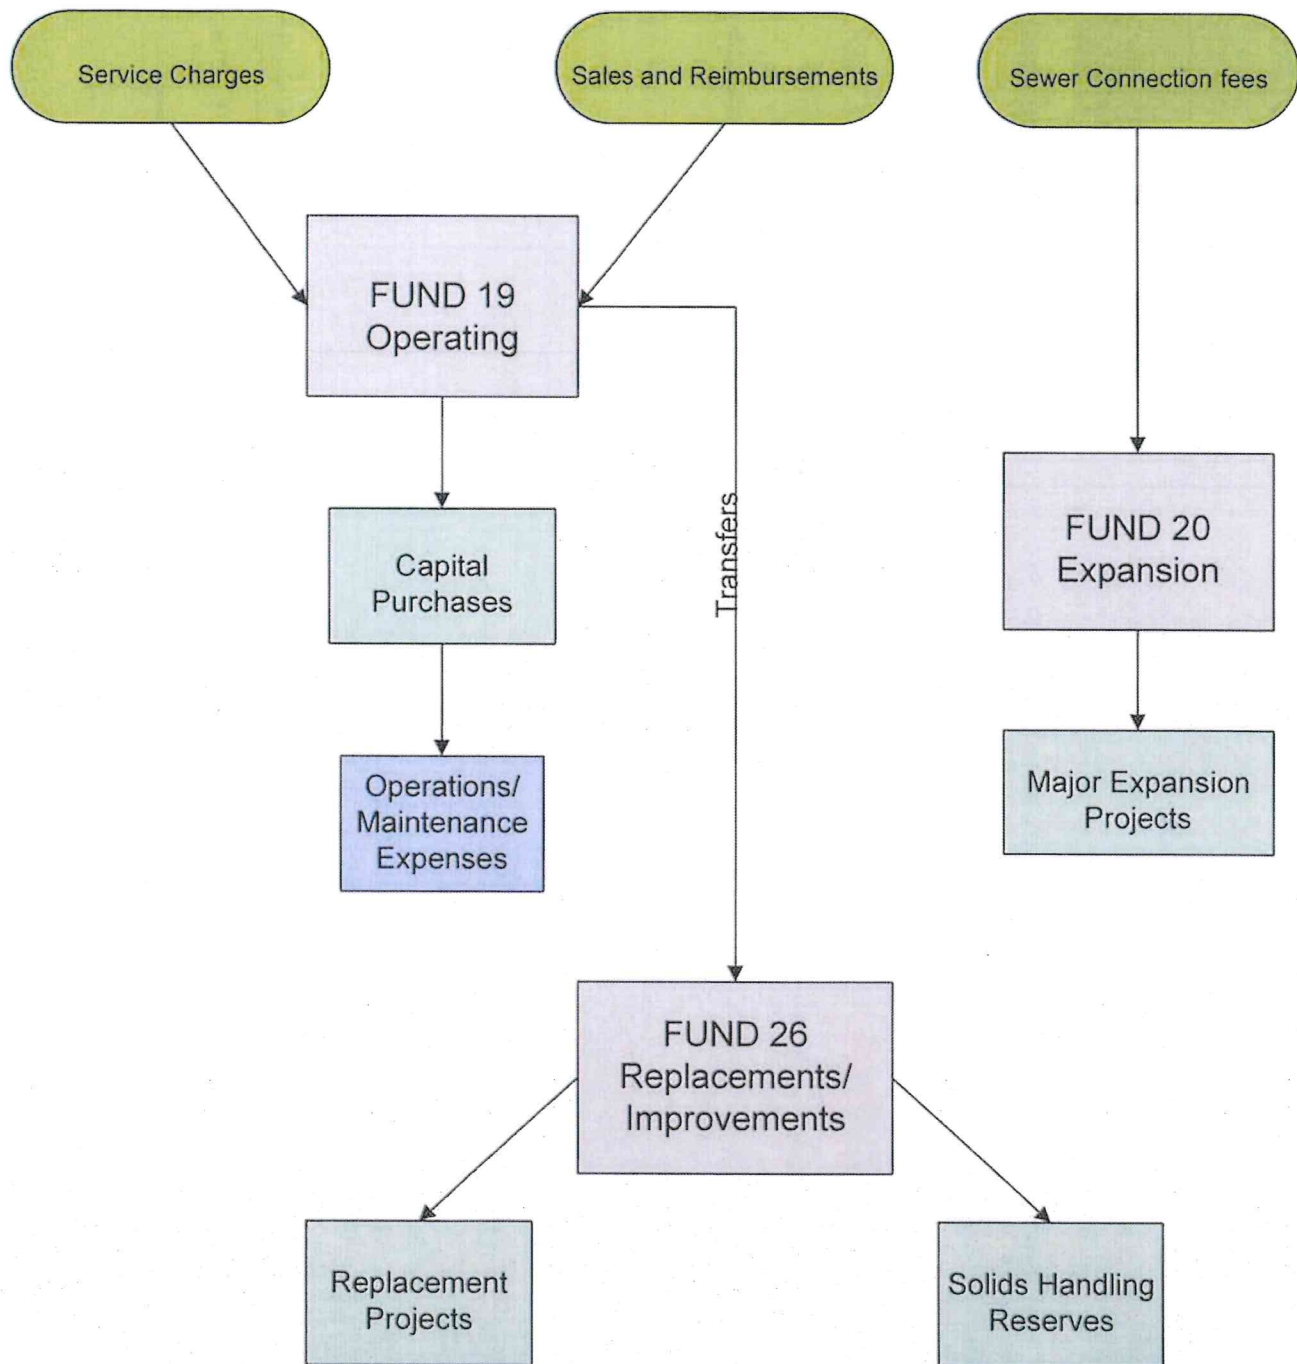 Service Charges
Sales and Reimbursements
Sewer Connection fees
FUND 19
Operating
Transfers
Capital
Purchases
FUND 20
Expansion
Operations/
Maintenance
Expenses
Major Expansion
Projects
FUND 26
Replacements/
Improvements
Replacement
Projects
Solids Handling
Reserves